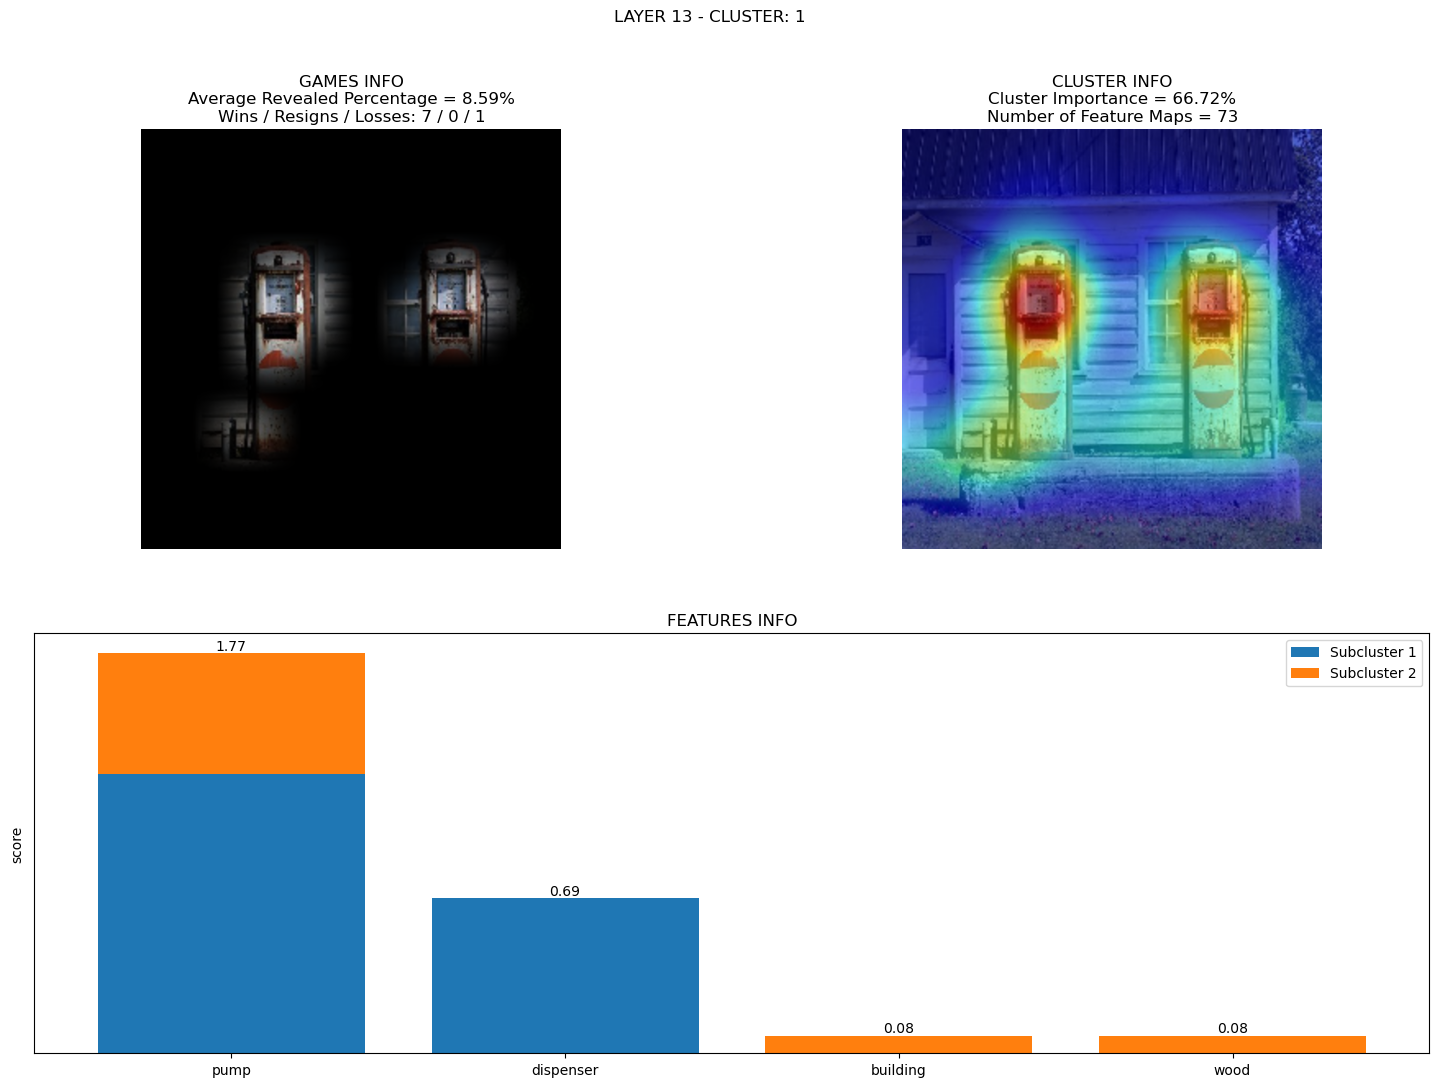 LAYER 13 - CLUSTER: 1
GAMES INFO
Average Revealed Percentage = 8.59%
Wins / Resigns / Losses: 7 / 0 / 1
CLUSTER INFO
Cluster Importance = 66.72%
Number of Feature Maps = 73
FEATURES INFO
score
1.77
0.69
0.08
0.08
Subcluster 1
Subcluster 2
pump
dispenser
building
wood